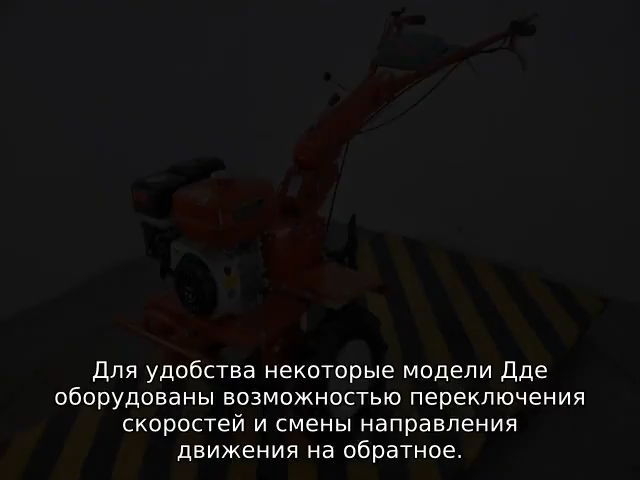 Для удобства некоторые модели Дде
оборудованы возможностью переключения
скоростей и смены направления
движения на обратное.